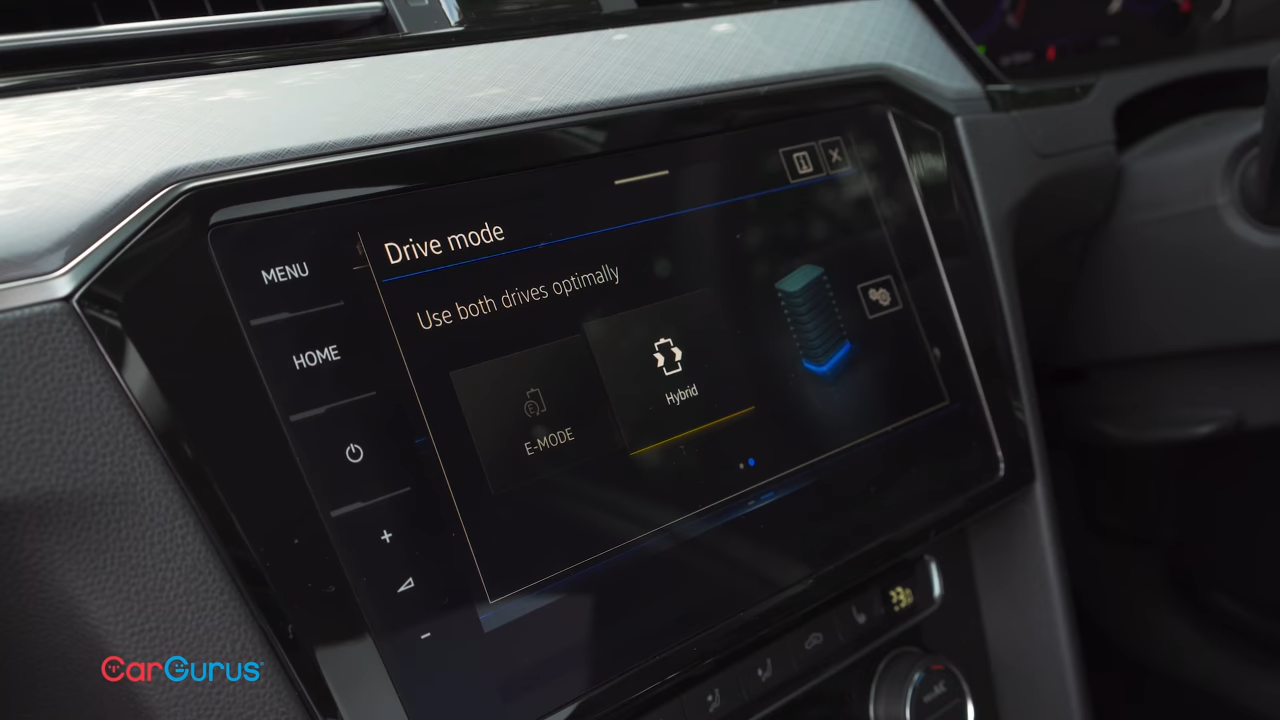 MENU
HOME
Drive mode
Use both drives optimally
E-MODE
Hybrid
CarGurus